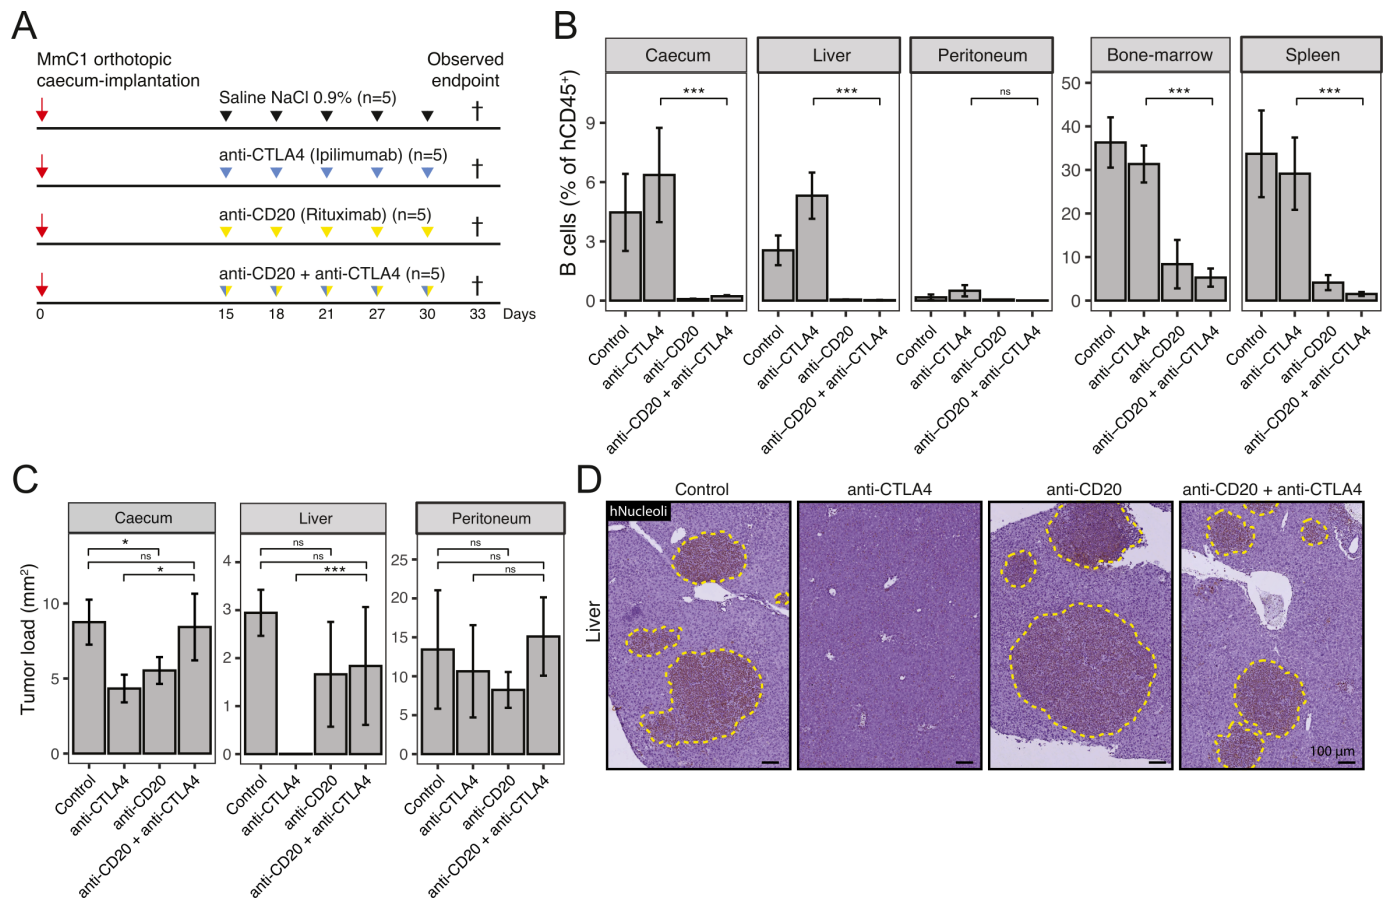 A
MmC1 orthotopic
caecum-implantation
Observed
endpoint
Saline NaCl 0.9% (n=5)
†
anti-CTLA4 (Ipilimumab) (n=5)
†
anti-CD20 (Rituximab) (n=5)
†
anti-CD20 + anti-CTLA4 (n=5)
†
0 15 18 21 27 30 33 Days
B
B cells (% of hCD45+)
Caecum Liver Peritoneum Bone-marrow Spleen
*** *** ns *** ***
9
6
3
0
50
40
30
20
10
0
Control anti-CTLA4 anti-CD20 anti-CD20 + anti-CTLA4
Control anti-CTLA4 anti-CD20 anti-CD20 + anti-CTLA4
Control anti-CTLA4 anti-CD20 anti-CD20 + anti-CTLA4
Control anti-CTLA4 anti-CD20 anti-CD20 + anti-CTLA4
Control anti-CTLA4 anti-CD20 anti-CD20 + anti-CTLA4
C
Tumor load (mm²)
Caecum
*
ns
*
10
5
0
Control anti-CTLA4 anti-CD20 anti-CD20 + anti-CTLA4
Liver
ns
ns
***
4
3
2
1
0
Control anti-CTLA4 anti-CD20 anti-CD20 + anti-CTLA4
Peritoneum
ns
ns
ns
25
20
15
10
5
0
Control anti-CTLA4 anti-CD20 anti-CD20 + anti-CTLA4
D
Control anti-CTLA4 anti-CD20 anti-CD20 + anti-CTLA4
hNucleoli
Liver
100 µm